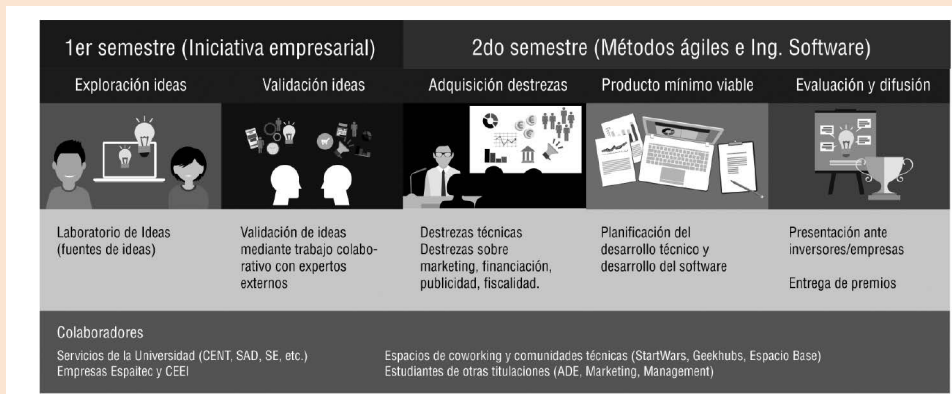 1er semestre (Iniciativa empresarial)
2do semestre (Métodos ágiles e Ing. Software)
Exploración ideas
Validación ideas
Adquisición destrezas
Producto mínimo viable
Evaluación y difusión
Laboratorio de Ideas
(fuentes de ideas)
Validación de ideas
mediante trabajo colabo-
rativo con expertos
externos
Destrezas técnicas
Destrezas sobre
marketing, financiación,
publicidad, fiscalidad.
Planificación del
desarrollo técnico y
desarrollo del software
Presentación ante
inversores/empresas
Entrega de premios
Colaboradores
Servicios de la Universidad (CENT, SAD, SE, etc.)
Empresas Espaitec y CEEI
Espacios de coworking y comunidades técnicas (StartWars, Geekhubs, Espacio Base)
Estudiantes de otras titulaciones (ADE, Marketing, Management)